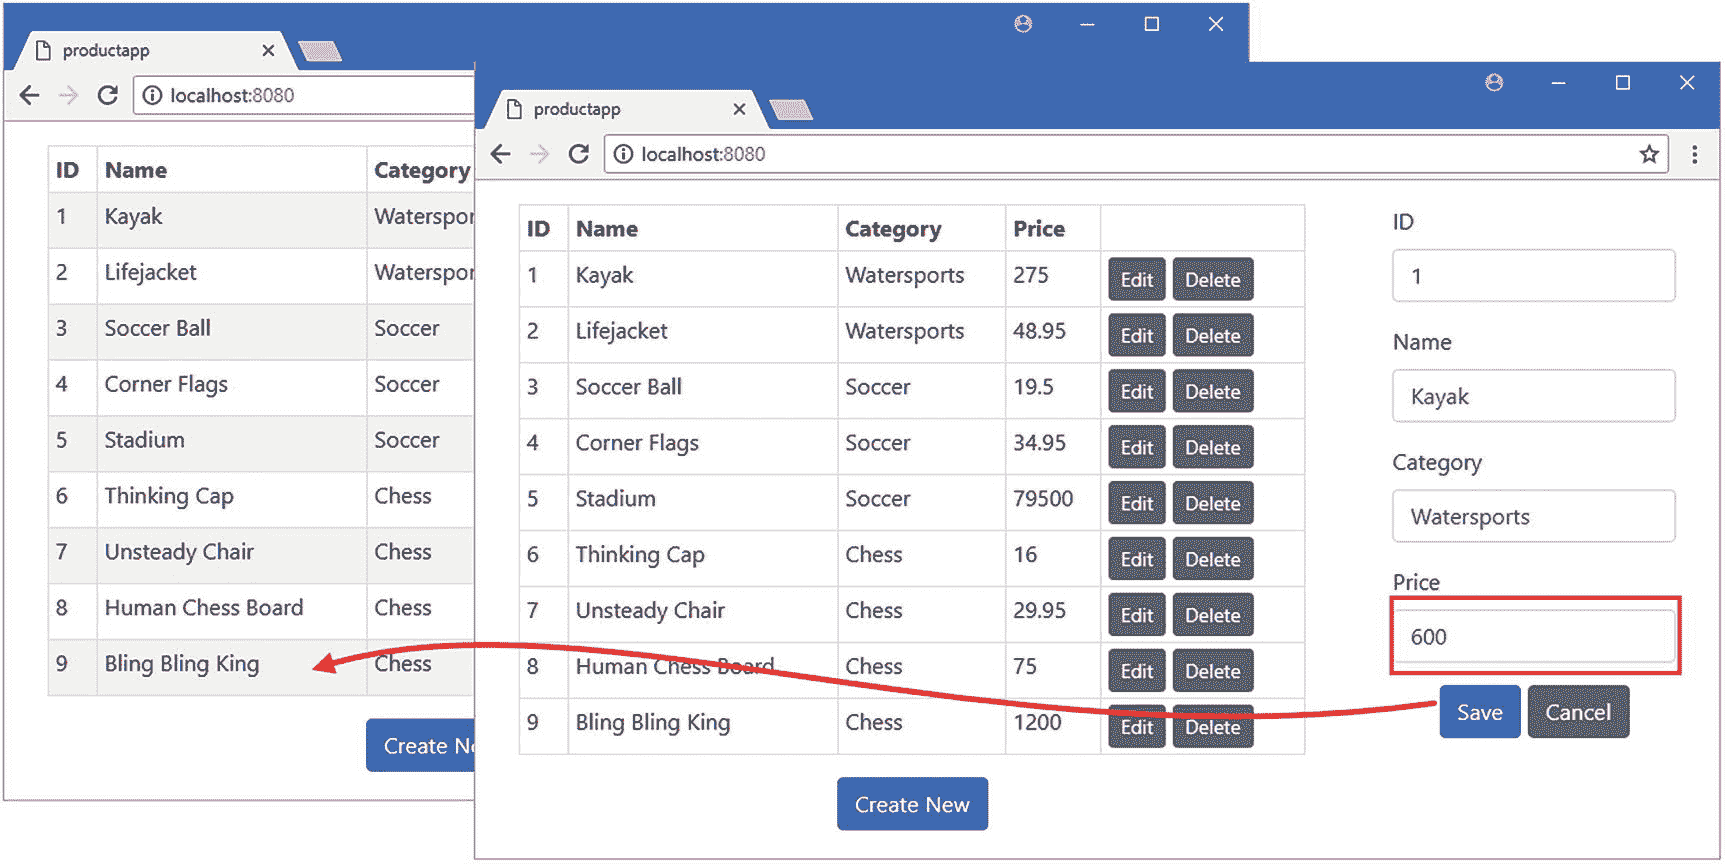 productapp
localhost:8080
ID Name Category
1 Kayak Waterspor
2 Lifejacket Waterspor
3 Soccer Ball Soccer
4 Corner Flags Soccer
5 Stadium Soccer
6 Thinking Cap Chess
7 Unsteady Chair Chess
8 Human Chess Board Chess
9 Bling Bling King Chess
Create Ne
productapp
localhost:8080
ID Name Category Price
1 Kayak Watersports 275 Edit Delete
2 Lifejacket Watersports 48.95 Edit Delete
3 Soccer Ball Soccer 19.5 Edit Delete
4 Corner Flags Soccer 34.95 Edit Delete
5 Stadium Soccer 79500 Edit Delete
6 Thinking Cap Chess 16 Edit Delete
7 Unsteady Chair Chess 29.95 Edit Delete
8 Human Chess Board Chess 75 Edit Delete
9 Bling Bling King Chess 1200 Edit Delete
Create New
ID
1
Name
Kayak
Category
Watersports
Price
600
Save Cancel